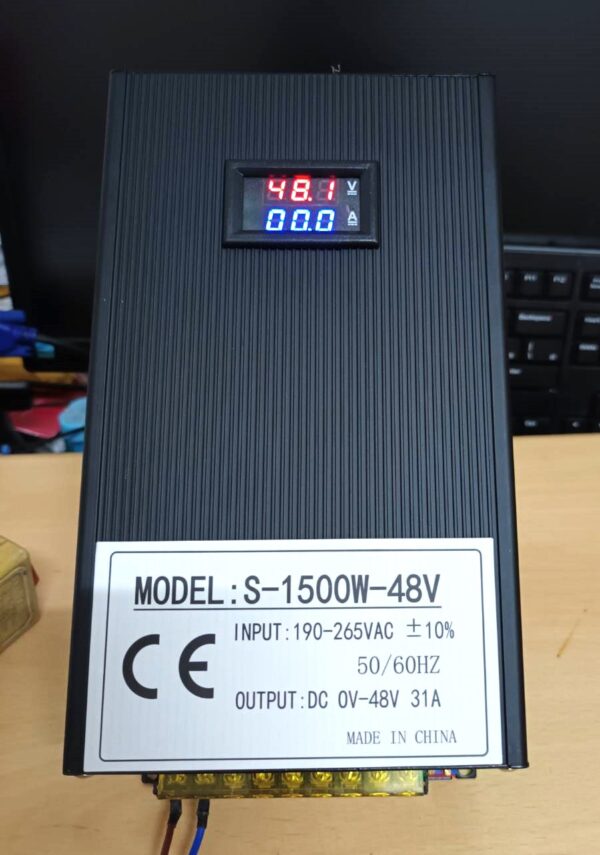 48.1 V
00.0 A
Backspace
MODEL:S-1500W-48V
CE
INPUT:190-265VAC ±10%
50/60HZ
OUTPUT:DC 0V-48V 31A
MADE IN CHINA